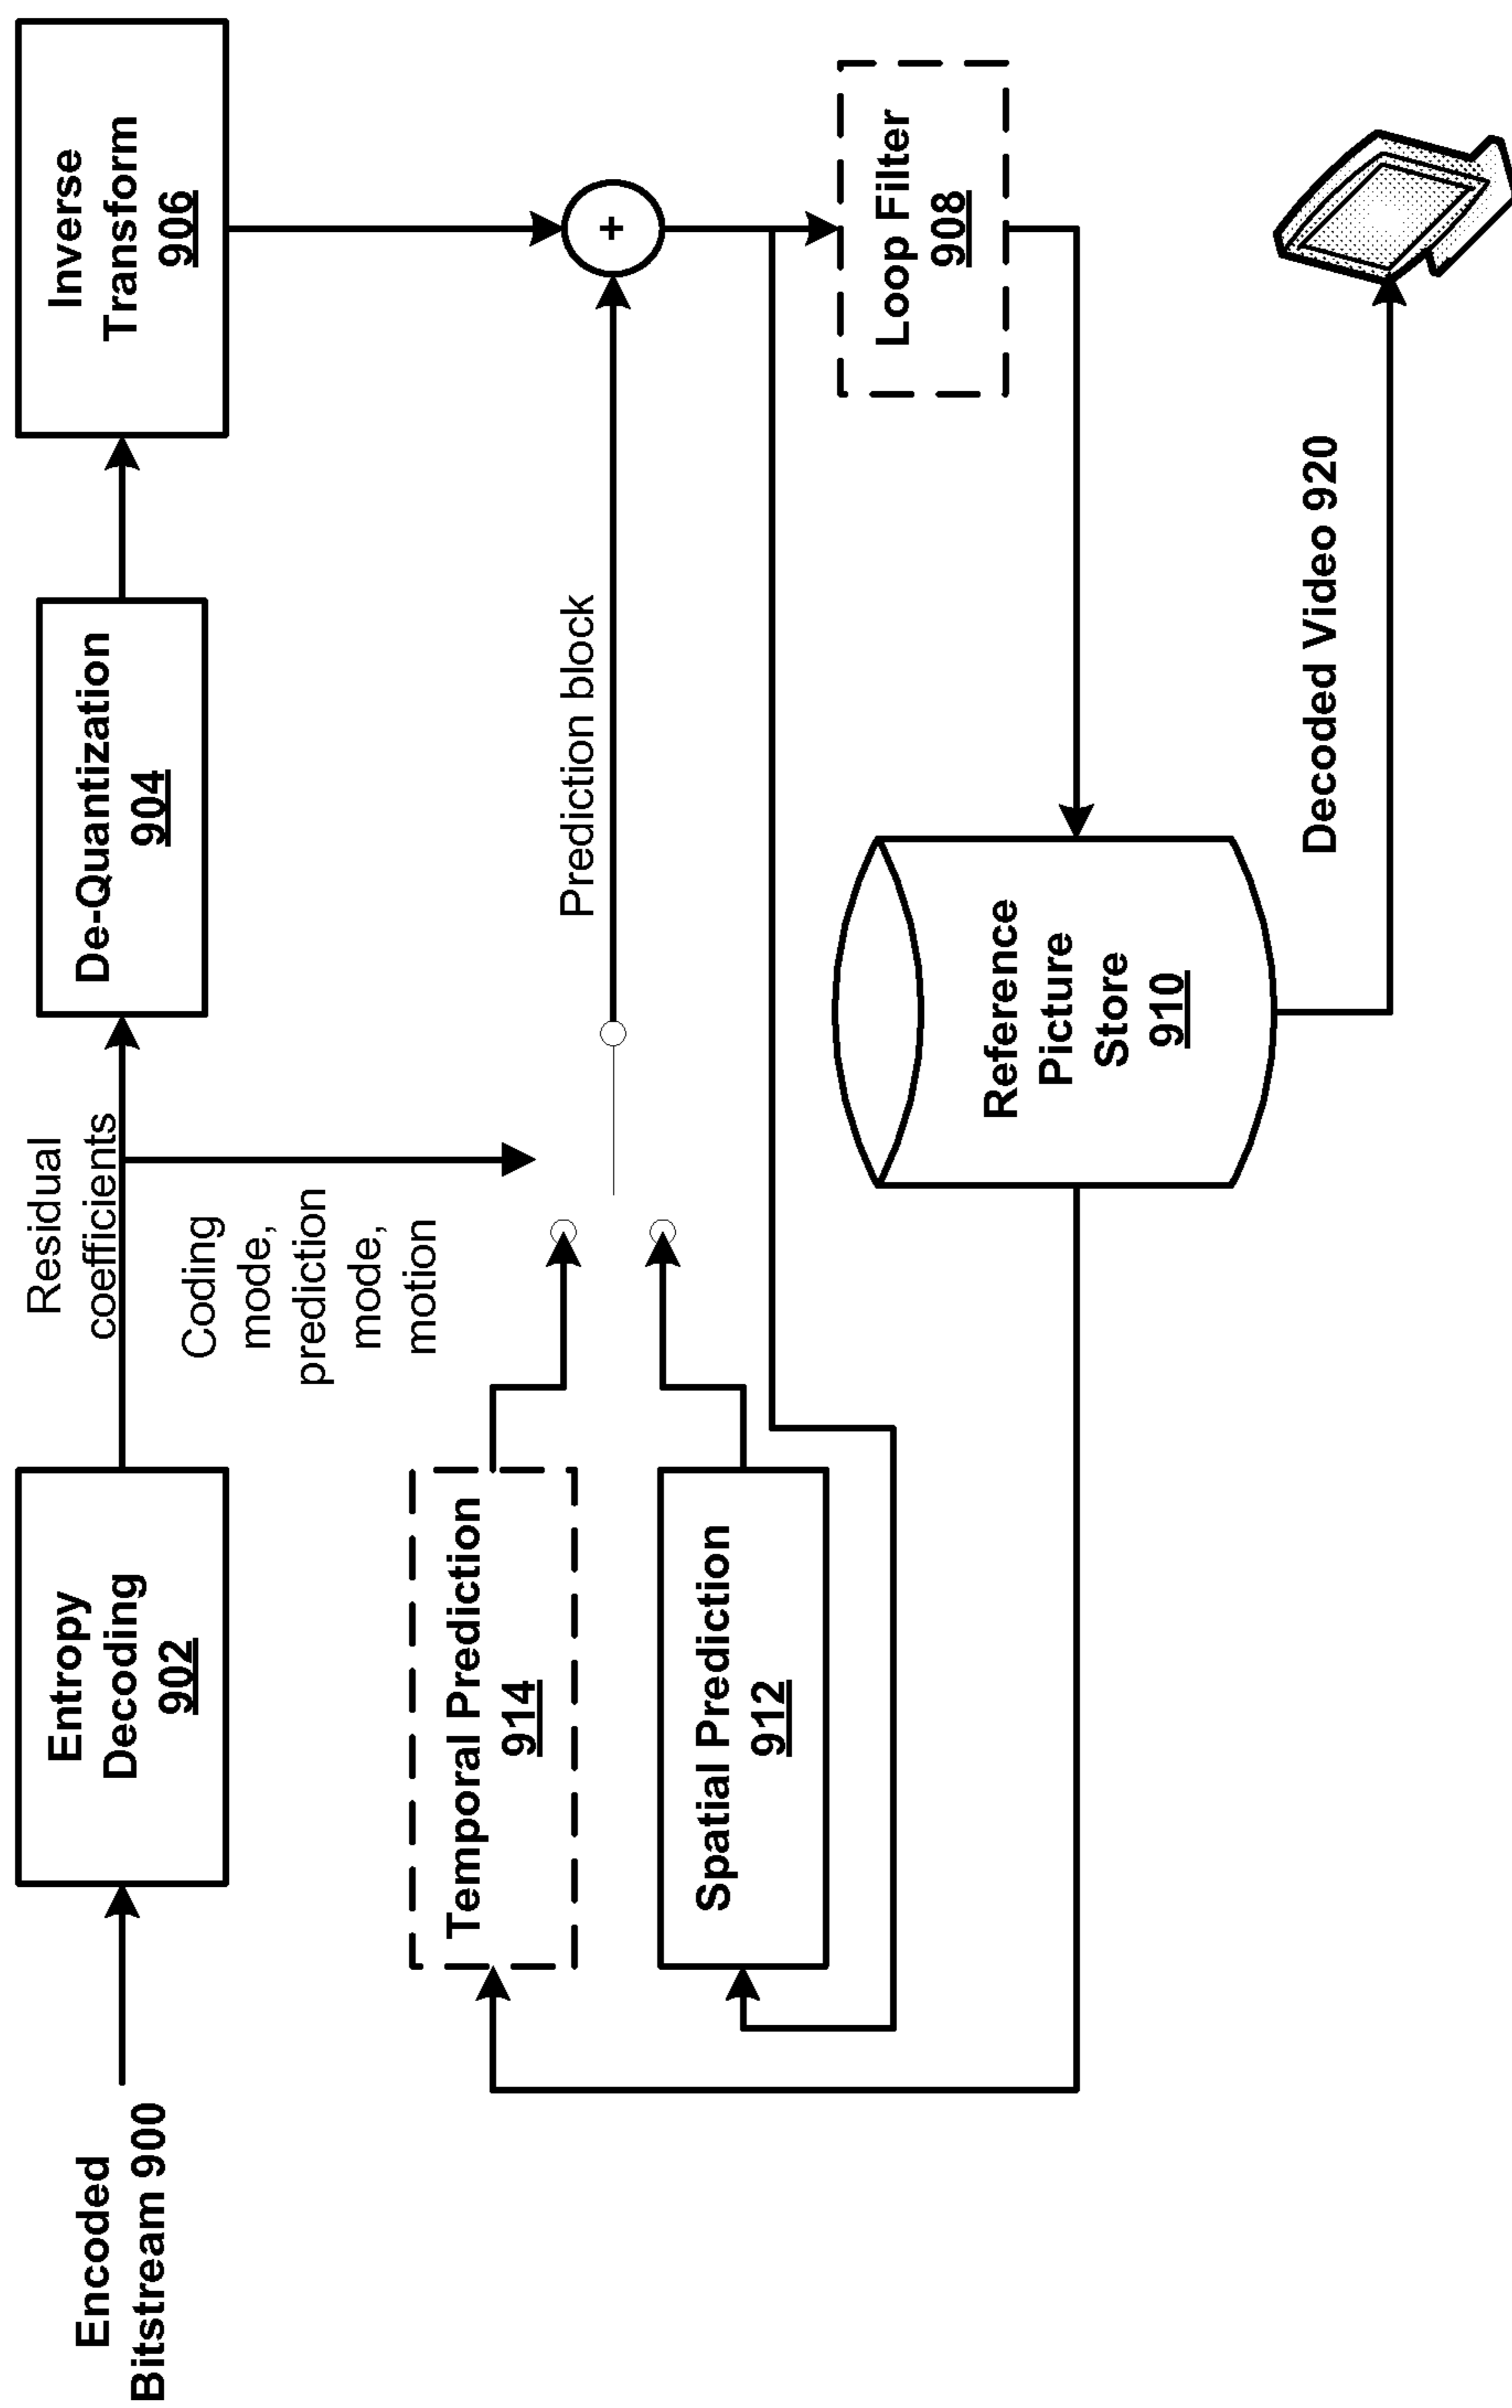 Encoded
Bitstream 900
Entropy
Decoding
902
Residual
coefficients
Coding
mode,
prediction
mode,
motion
De-Quantization
904
Inverse
Transform
906
Temporal Prediction
914
Spatial Prediction
912
Prediction block
+
Loop Filter
908
Reference
Picture
Store
910
Decoded Video 920